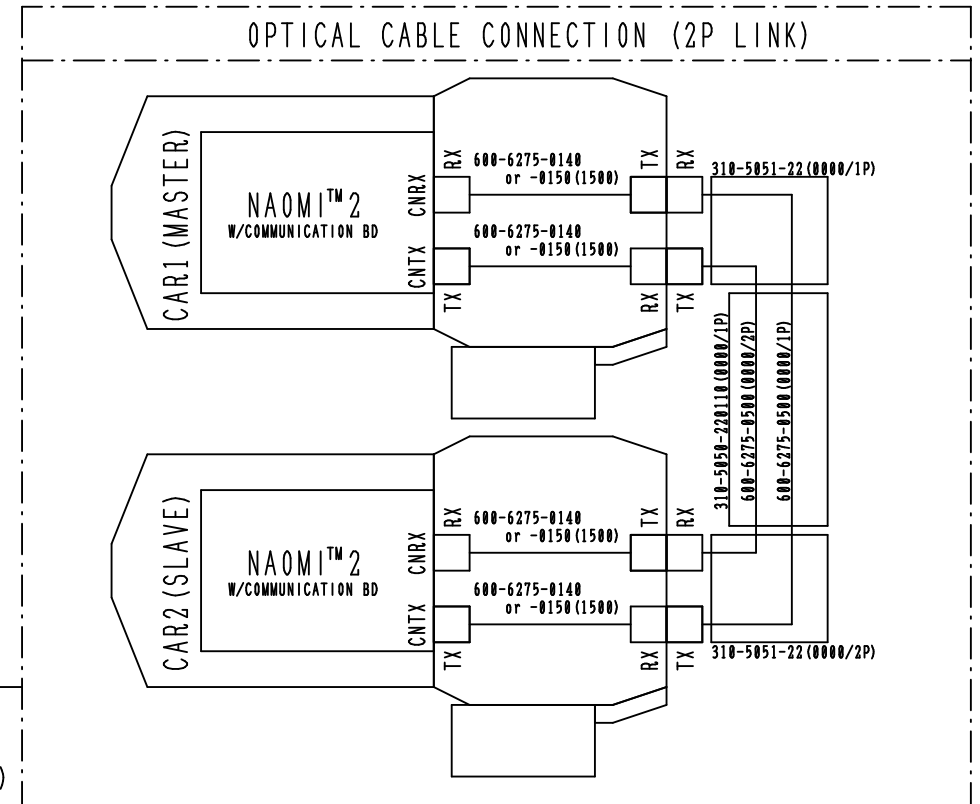 OPTICAL CABLE CONNECTION (2P LINK)
CAR1 (MASTER)
NAOMI™ 2
W/COMMUNICATION BD
CNRX
RX
CNTX
TX
600-6275-0140
or -0150(1500)
600-6275-0140
or -0150(1500)
TX
RX
RX
TX
310-5051-22(0000/1P)
310-5050-220110(0000/1P)
600-6275-0500(0000/2P)
600-6275-0500(0000/1P)
CAR2 (SLAVE)
NAOMI™ 2
W/COMMUNICATION BD
CNRX
RX
CNTX
TX
600-6275-0140
or -0150(1500)
600-6275-0140
or -0150(1500)
TX
RX
RX
TX
310-5051-22(0000/2P)
)